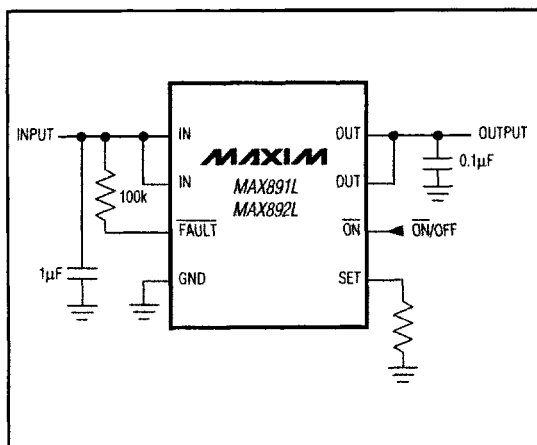 INPUT
IN
IN
100k
FAULT
1µF
GND
MAXIM
MAX891L
MAX892L
OUT
OUTPUT
0.1µF
OUT
ON
ON/OFF
SET